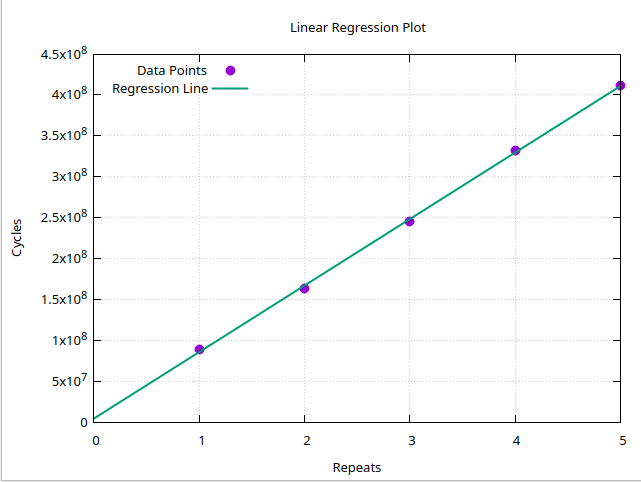 Linear Regression Plot
Data Points
Regression Line
4.5x10⁸
4x10⁸
3.5x10⁸
3x10⁸
2.5x10⁸
2x10⁸
1.5x10⁸
1x10⁸
5x10⁷
0
Cycles
0 1 2 3 4 5
Repeats